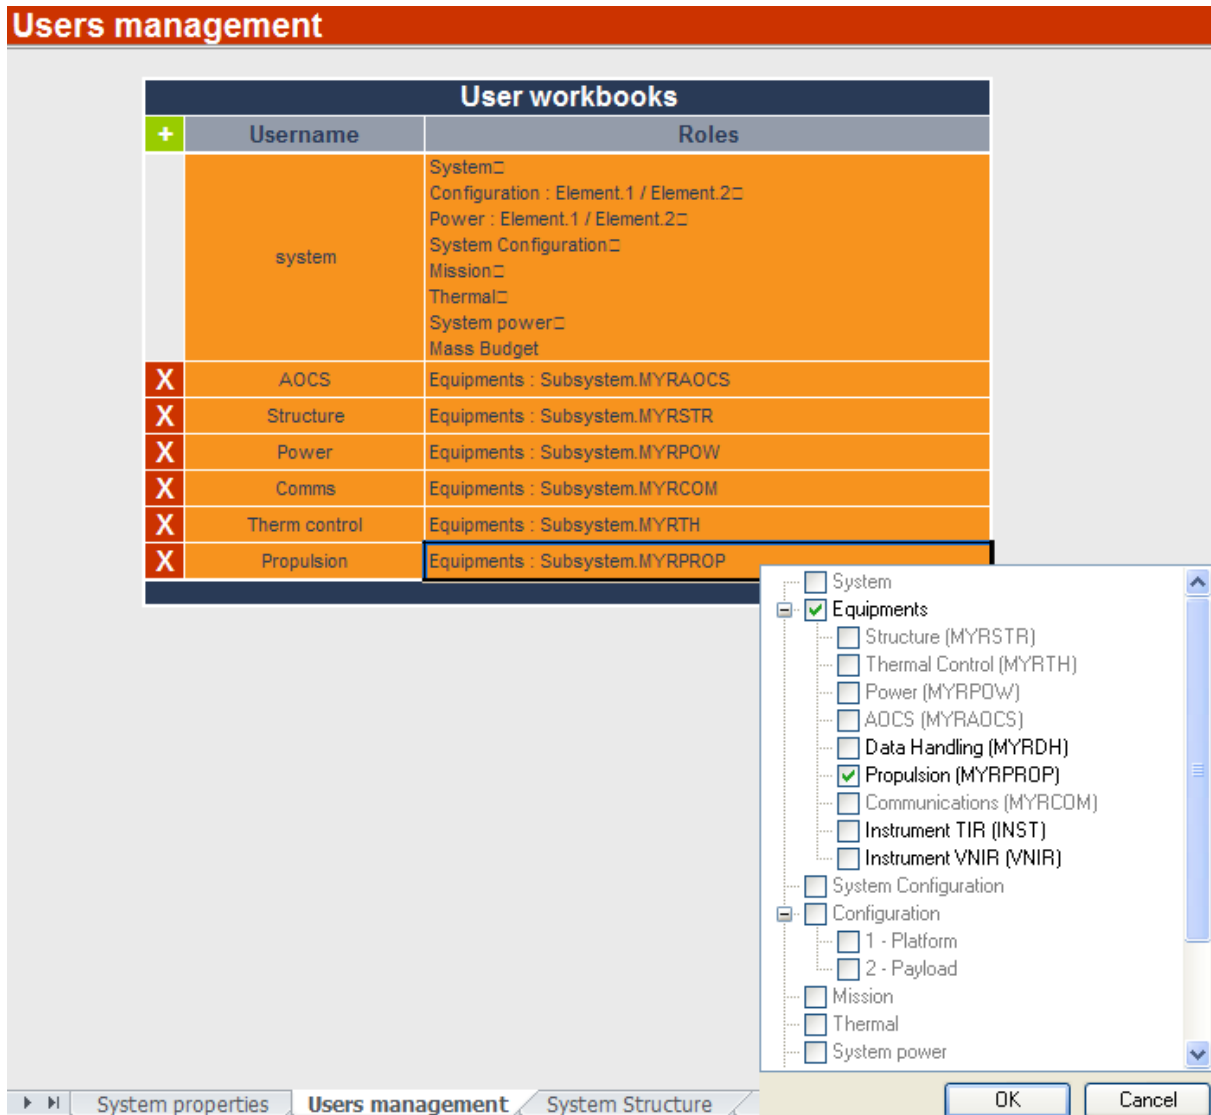 Users management
User workbooks
+ Username Roles
system
System□
Configuration : Element.1 / Element.2□
Power : Element.1 / Element.2□
System Configuration□
Mission□
Thermal□
System power□
Mass Budget
X AOCS Equipments : Subsystem.MYRAOCS
X Structure Equipments : Subsystem.MYRSTR
X Power Equipments : Subsystem.MYRPOW
X Comms Equipments : Subsystem.MYRCOM
X Therm control Equipments : Subsystem.MYRTH
X Propulsion Equipments : Subsystem.MYRPROP
System
Equipments
Structure (MYRSTR)
Thermal Control (MYRTH)
Power (MYRPOW)
AOCS (MYRAOCS)
Data Handling (MYRDH)
Propulsion (MYRPROP)
Communications (MYRCOM)
Instrument TIR (INST)
Instrument VNIR (VNIR)
System Configuration
Configuration
1 - Platform
2 - Payload
Mission
Thermal
System power
OK Cancel
System properties Users management System Structure